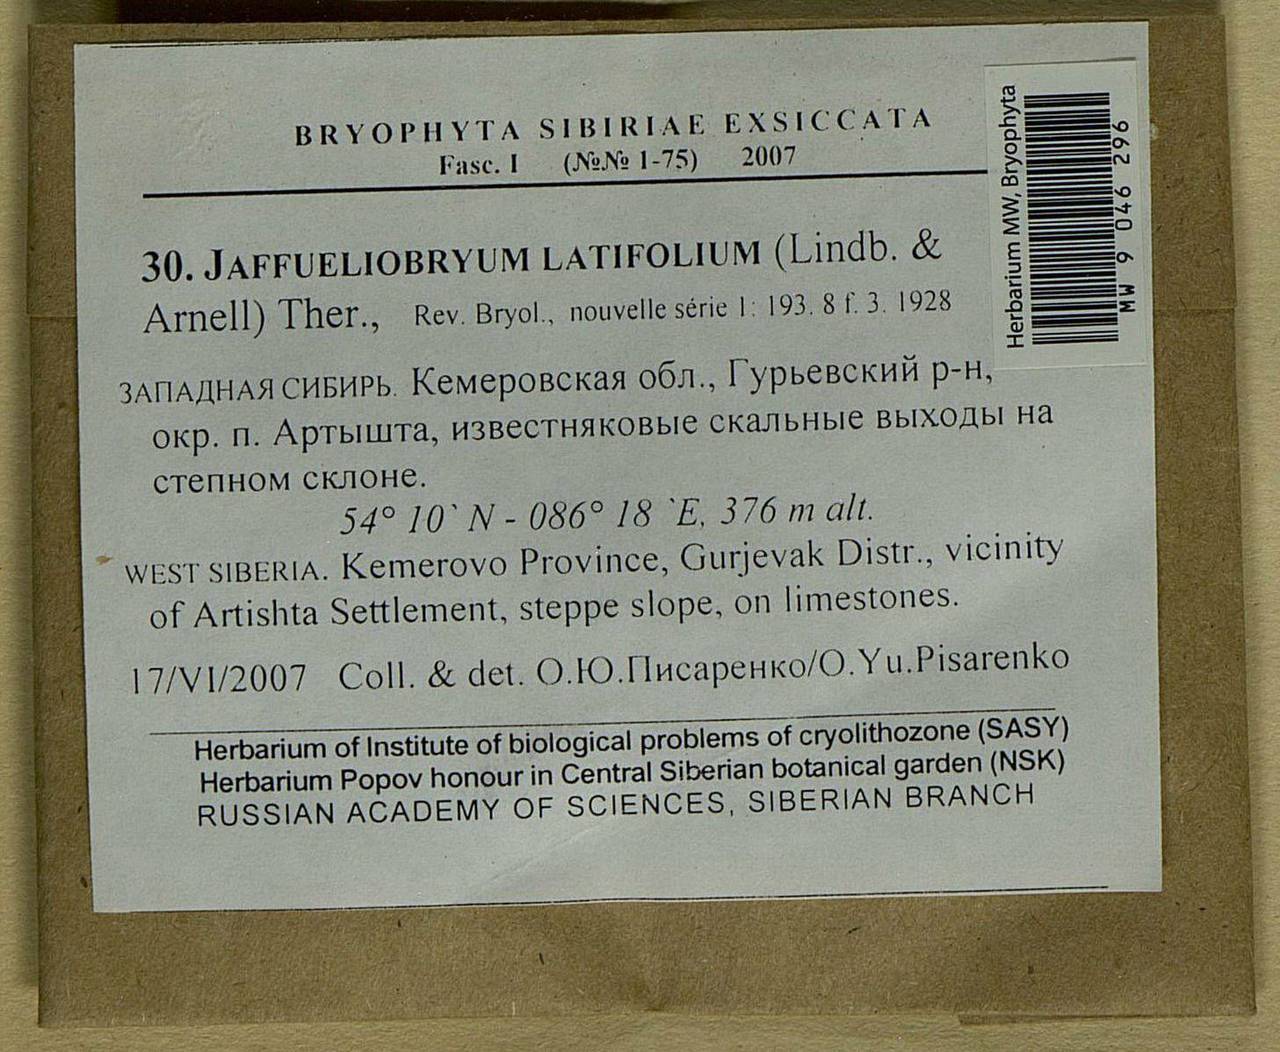 BRYOPHYTA SIBIRIAE EXSICCATA
Fasc. I (№№ 1-75) 2007
30. JAFFUELIOBRYUM LATIFOLIUM (Lindb. &
Arnell) Ther., Rev. Bryol., nouvelle série 1: 193. 8 f. 3. 1928
ЗАПАДНАЯ СИБИРЬ. Кемеровская обл., Гурьевский р-н,
окр. п. Артышта, известняковые скальные выходы на
степном склоне.
54° 10` N - 086° 18 `E, 376 m alt.
WEST SIBERIA. Kemerovo Province, Gurjevak Distr., vicinity
of Artishta Settlement, steppe slope, on limestones.
17/VI/2007 Coll. & det. О.Ю.Писаренко/O.Yu.Pisarenko
Herbarium of Institute of biological problems of cryolithozone (SASY)
Herbarium Popov honour in Central Siberian botanical garden (NSK)
RUSSIAN ACADEMY OF SCIENCES, SIBERIAN BRANCH
Herbarium MW, Bryophyta
MW 9 046 296